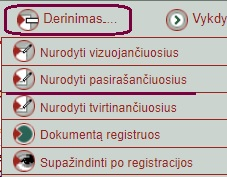 Derinimas.... Vykdy
Nurodyti vizuojančiuosius
Nurodyti pasirašančiuosius
Nurodyti tvirtinančiuosius
Dokumentą registruos
Supažindinti po registracijos